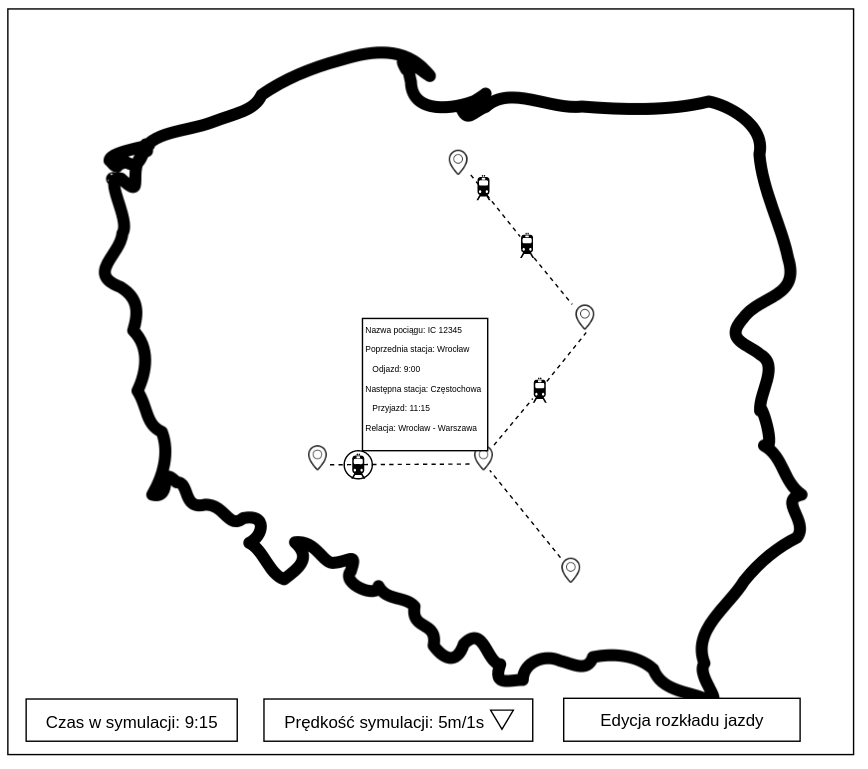 Nazwa pociągu: IC 12345
Poprzednia stacja: Wrocław
Odjazd: 9:00
Następna stacja: Częstochowa
Przyjazd: 11:15
Relacja: Wrocław - Warszawa
Czas w symulacji: 9:15
Prędkość symulacji: 5m/1s
Edycja rozkładu jazdy